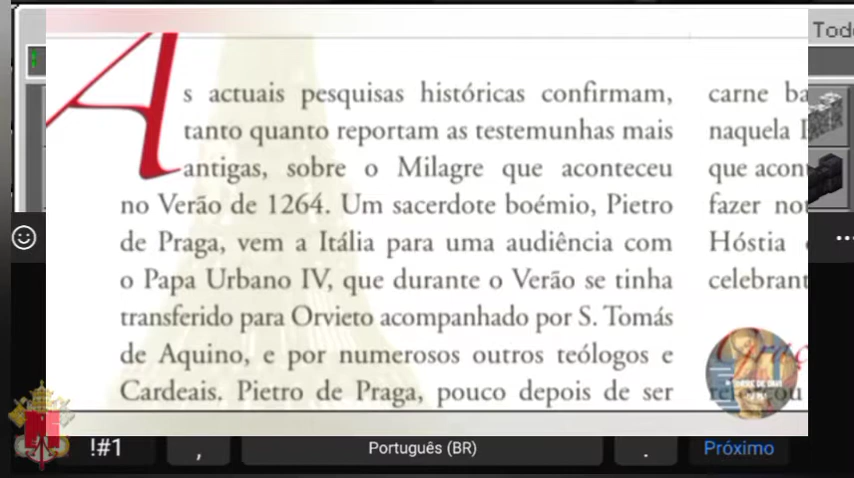 As actuais pesquisas históricas confirmam,
tanto quanto reportam as testemunhas mais
antigas, sobre o Milagre que aconteceu
no Verão de 1264. Um sacerdote boémio, Pietro
de Praga, vem a Itália para uma audiência com
o Papa Urbano IV, que durante o Verão se tinha
transferido para Orvieto acompanhado por S. Tomás
de Aquino, e por numerosos outros teólogos e
Cardeais. Pietro de Praga, pouco depois de ser
carne
naquela
que
fazer
Hóstia
celebrant
Tod
!#1 , Português (BR) . Próximo